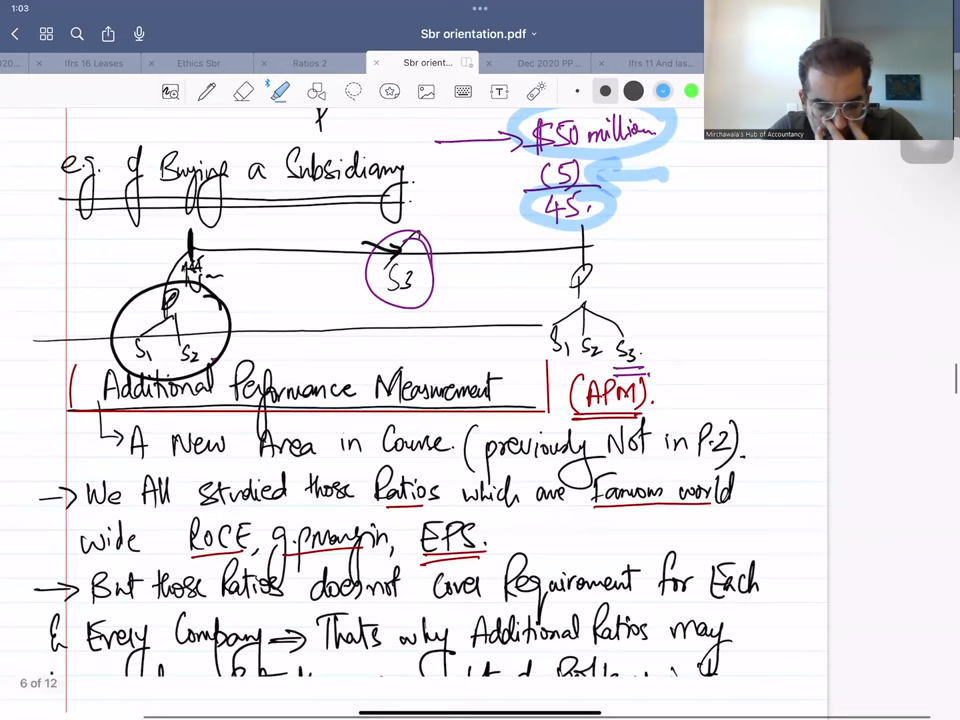 1:03
Sbr orientation.pdf
020...
Ifrs 16 Leases
Ethics Sbr
Ratios 2
Sbr orient...
Dec 2020 PP...
Ifrs 11 And las...
Mirchawala's Hub of Accountancy
$50 million
e.g. of Buying a Subsidiary.
(5)
45.
S3
P
P
S1 S2
S1 S2 S3.
Additional Performance Measurement (APM).
A New Area in Course. (previously Not in P.2).
We All Studied those Ratios which are Famous world
wide ROCE, g.p margin, EPS.
But those Ratios does not cover Requirement for Each
& Every Company → That's why Additional Ratios may
6 of 12